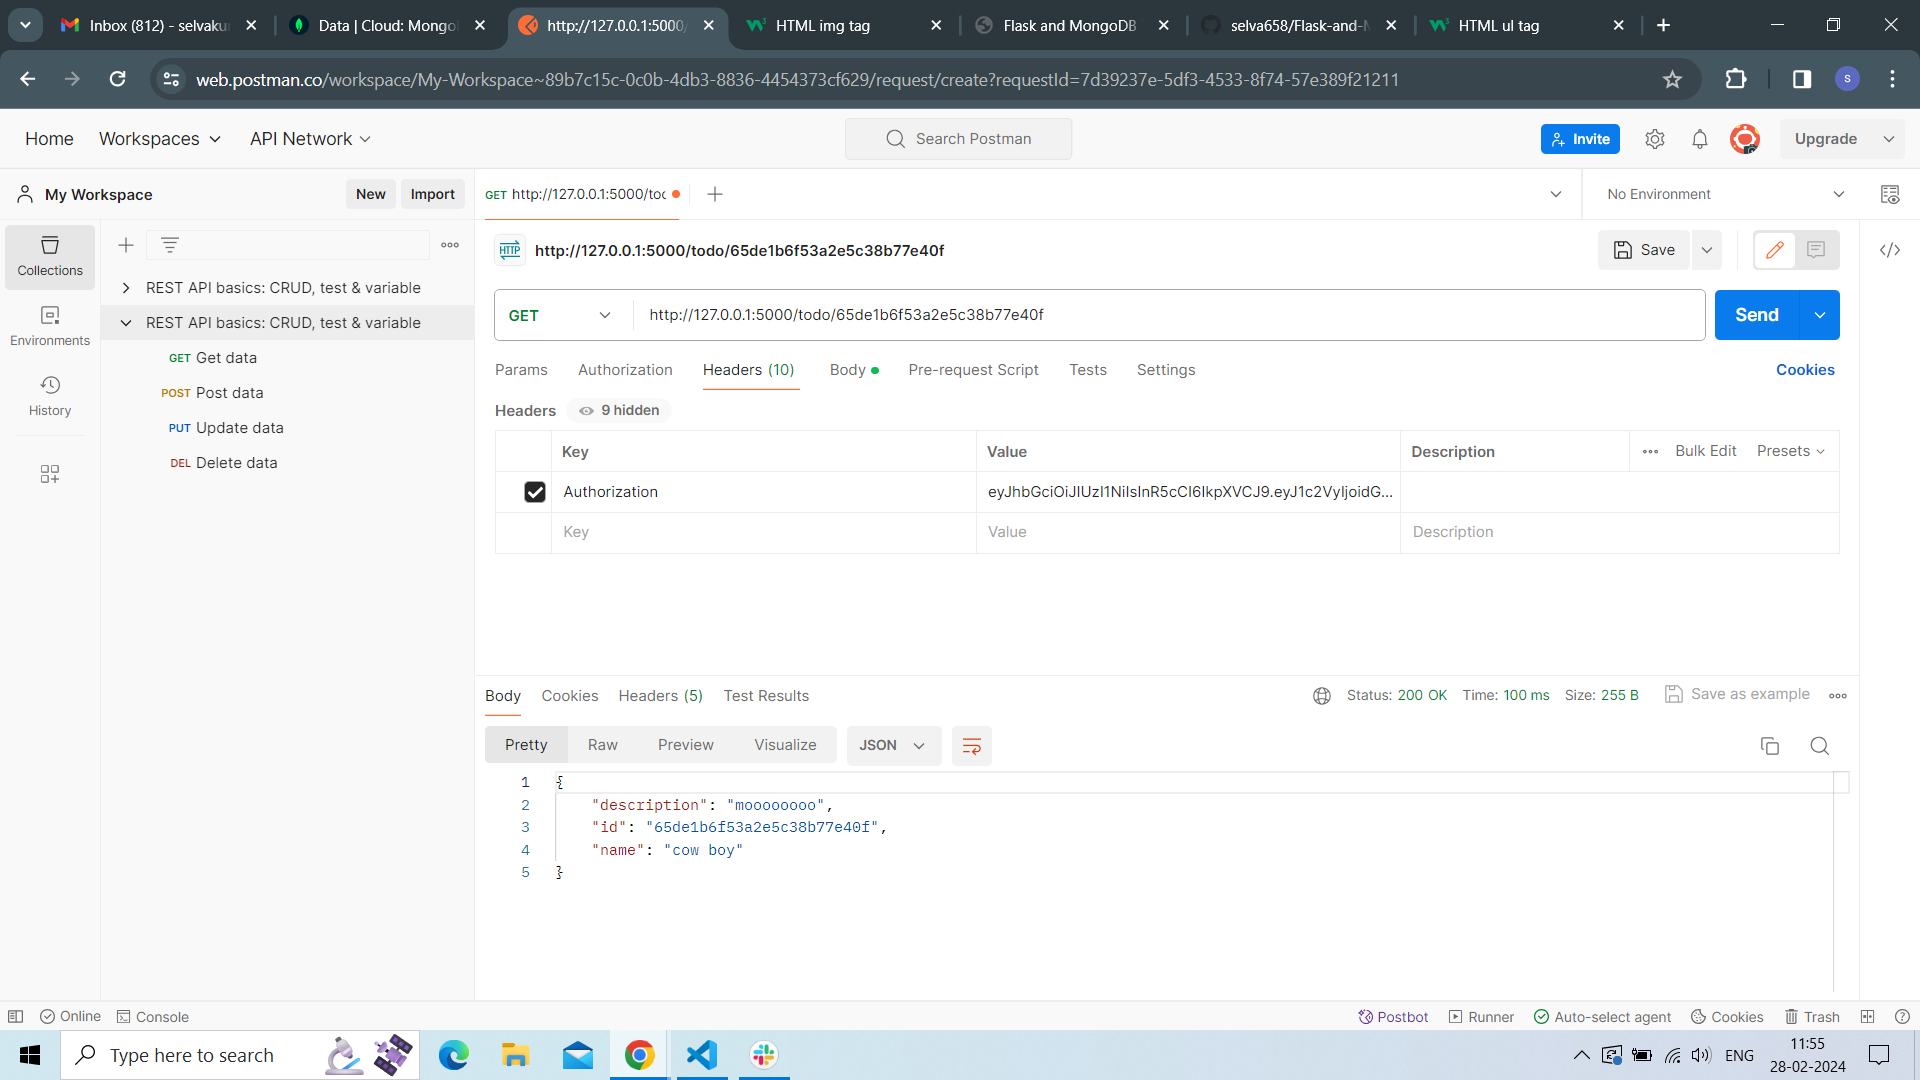 Inbox (812) - selvaku
Data | Cloud: Mongo
http://127.0.0.1:5000/
HTML img tag
Flask and MongoDB
selva658/Flask-and-M
HTML ul tag
web.postman.co/workspace/My-Workspace~89b7c15c-0c0b-4db3-8836-4454373cf629/request/create?requestId=7d39237e-5df3-4533-8f74-57e389f21211
S
Home
Workspaces
API Network
Search Postman
Invite
Upgrade
My Workspace
New
Import
GET http://127.0.0.1:5000/toc
No Environment
Collections
Environments
History
REST API basics: CRUD, test & variable
REST API basics: CRUD, test & variable
GET Get data
POST Post data
PUT Update data
DEL Delete data
HTTP
http://127.0.0.1:5000/todo/65de1b6f53a2e5c38b77e40f
Save
GET
http://127.0.0.1:5000/todo/65de1b6f53a2e5c38b77e40f
Send
Params
Authorization
Headers (10)
Body
Pre-request Script
Tests
Settings
Cookies
Headers
9 hidden
Key
Value
Description
Bulk Edit
Presets
Authorization
eyJhbGciOiJIUzI1NiIsInR5cCI6IkpXVCJ9.eyJ1c2VyIjoidG...
Key
Value
Description
Body
Cookies
Headers (5)
Test Results
Status: 200 OK
Time: 100 ms
Size: 255 B
Save as example
Pretty
Raw
Preview
Visualize
JSON
1 {
2 "description": "moooooooo",
3 "id": "65de1b6f53a2e5c38b77e40f",
4 "name": "cow boy"
5 }
Online
Console
Postbot
Runner
Auto-select agent
Cookies
Trash
Type here to search
ENG
11:55
28-02-2024